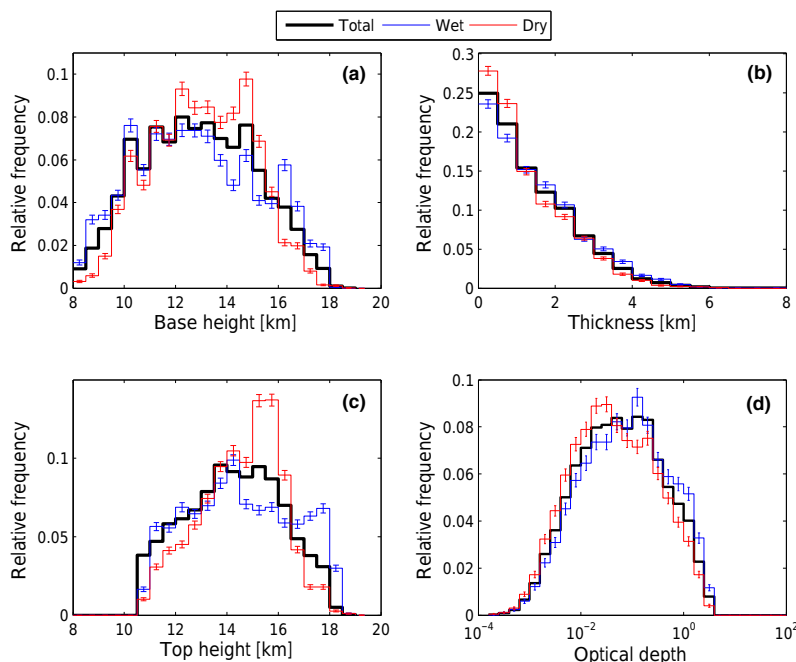 Total Wet Dry
(a)
Relative frequency
0.1
0.08
0.06
0.04
0.02
0
8 10 12 14 16 18 20
Base height [km]
(b)
Relative frequency
0.3
0.25
0.2
0.15
0.1
0.05
0
0 2 4 6 8
Thickness [km]
(c)
Relative frequency
0.1
0.05
0
8 10 12 14 16 18 20
Top height [km]
(d)
Relative frequency
0.1
0.08
0.06
0.04
0.02
0
10⁻⁴ 10⁻² 10⁰ 10²
Optical depth